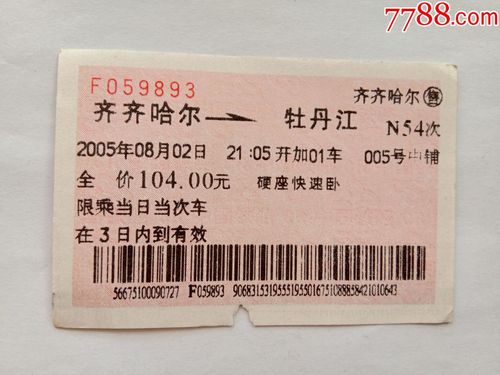 7788.com
F059893
齐齐哈尔 售
齐齐哈尔 → 牡丹江 N54次
2005年08月02日 21:05开 加01车 005号中铺
全 价104.00元 硬座快速卧
限乘当日当次车
在3日内到有效
56675100090727 F059893 9068315319555195501675108885842101​0643